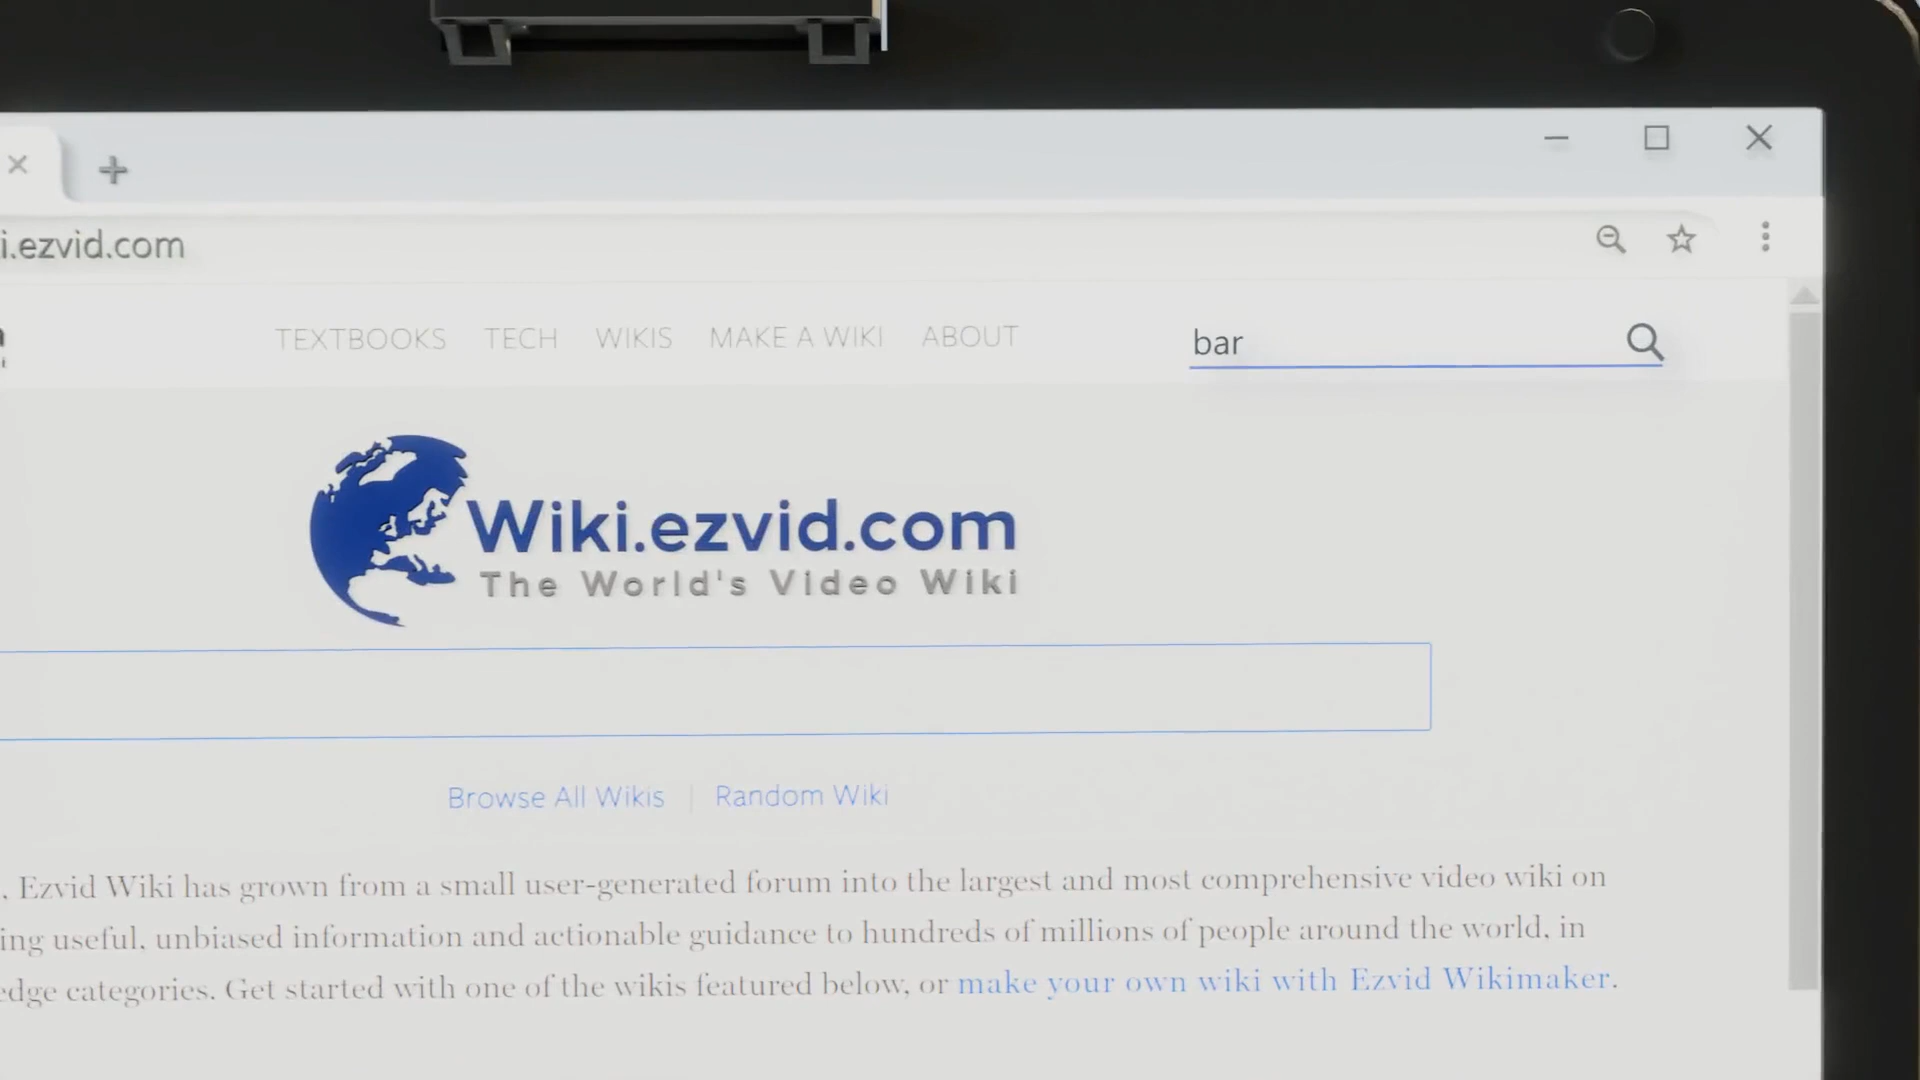 i.ezvid.com
TEXTBOOKS TECH WIKIS MAKE A WIKI ABOUT
bar
Wiki.ezvid.com
The World's Video Wiki
Browse All Wikis | Random Wiki
. Ezvid Wiki has grown from a small user-generated forum into the largest and most comprehensive video wiki on
ing useful, unbiased information and actionable guidance to hundreds of millions of people around the world, in
edge categories. Get started with one of the wikis featured below, or make your own wiki with Ezvid Wikimaker.